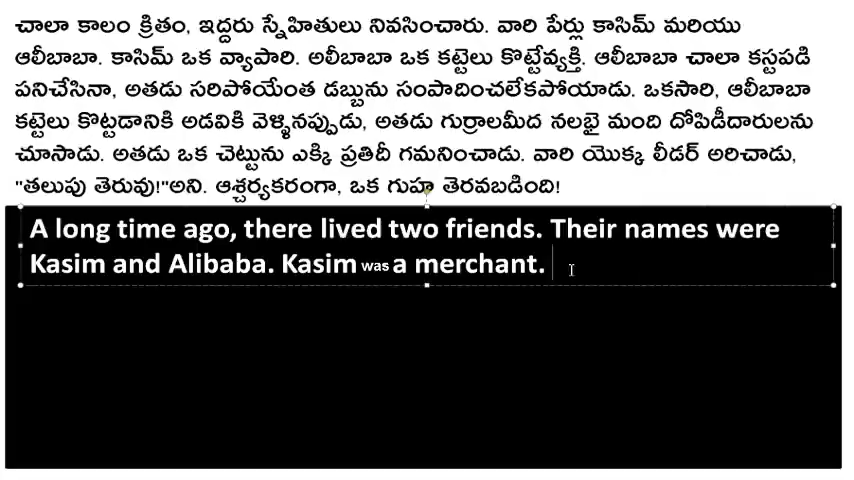 చాలా కాలం క్రితం, ఇద్దరు స్నేహితులు నివసించారు. వారి పేర్లు కాసిమ్ మరియు
ఆలీబాబా. కాసిమ్ ఒక వ్యాపారి. అలీబాబా ఒక కట్టెలు కొట్టేవ్యక్తి. ఆలీబాబా చాలా కస్టపడి
పనిచేసినా, అతడు సరిపోయేంత డబ్బును సంపాదించలేకపోయాడు. ఒకసారి, ఆలీబాబా
కట్టెలు కొట్టడానికి అడవికి వెళ్ళినప్పుడు, అతడు గుర్రాలమీద నలభై మంది దోపిడీదారులను
చూసాడు. అతడు ఒక చెట్టును ఎక్కి ప్రతిదీ గమనించాడు. వారి యొక్క లీడర్ అరిచాడు,
"తలుపు తెరువు!"అని. ఆశ్చర్యకరంగా, ఒక గుహ తెరవబడింది!
A long time ago, there lived two friends. Their names were
Kasim and Alibaba. Kasim was a merchant.